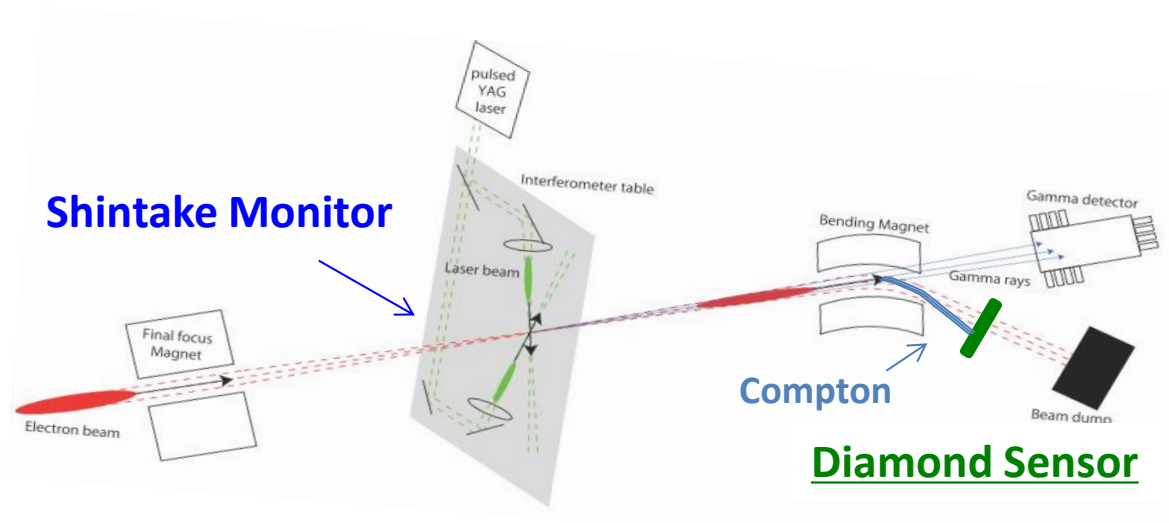 pulsed
YAG
laser
Interferometer table
Shintake Monitor
Laser beam
Gamma detector
Bending Magnet
Gamma rays
Final focus
Magnet
Electron beam
Compton
Beam dump
Diamond Sensor